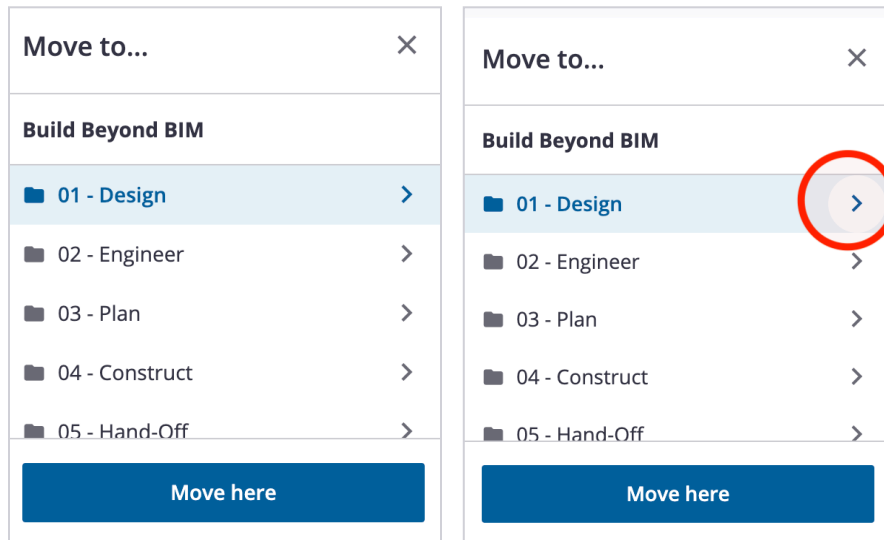 Move to...
Build Beyond BIM
01 - Design
02 - Engineer
03 - Plan
04 - Construct
05 - Hand-Off
Move here
Move to...
Build Beyond BIM
01 - Design
02 - Engineer
03 - Plan
04 - Construct
05 - Hand-Off
Move here